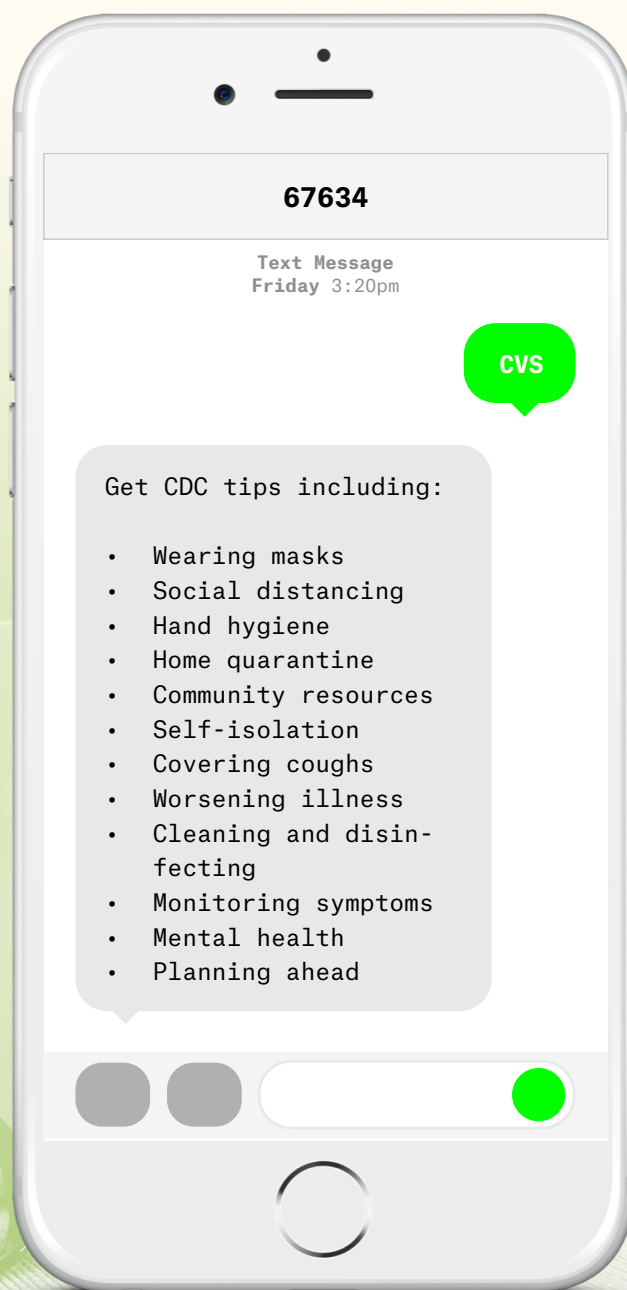 67634
Text Message
Friday 3:20pm
CVS
Get CDC tips including:
• Wearing masks
• Social distancing
• Hand hygiene
• Home quarantine
• Community resources
• Self-isolation
• Covering coughs
• Worsening illness
• Cleaning and disin-
fecting
• Monitoring symptoms
• Mental health
• Planning ahead